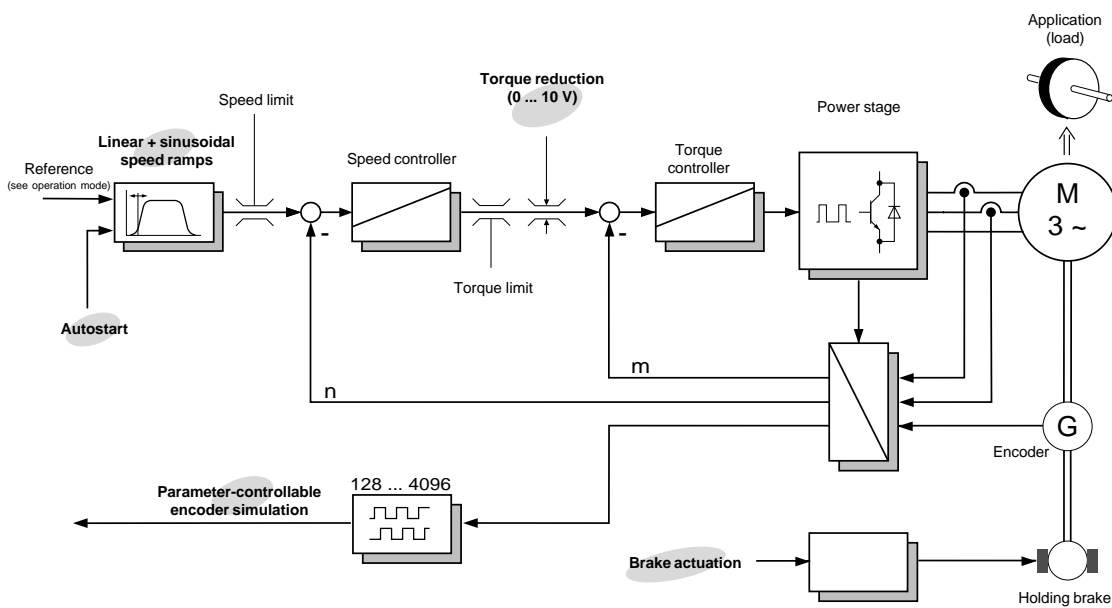 Application
(load)
Torque reduction
(0 ... 10 V)
Speed limit
Power stage
Linear + sinusoidal
speed ramps
Speed controller
Torque
controller
Reference
(see operation mode)
M
3 ~
-
-
Torque limit
Autostart
m
n
G
Encoder
128 ... 4096
Parameter-controllable
encoder simulation
Brake actuation
Holding brake